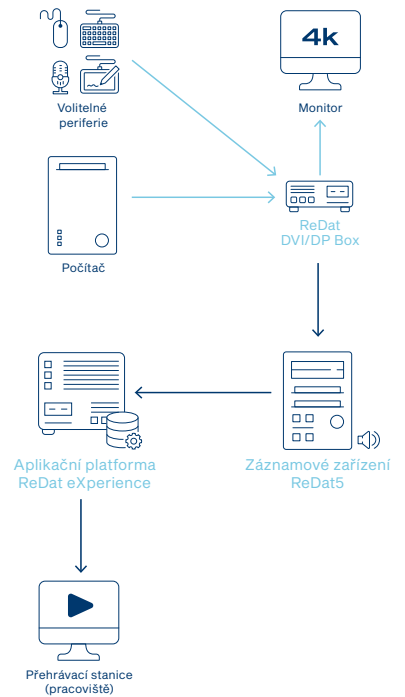 4k
Volitelné
periferie
Monitor
ReDat
DVI/DP Box
Počítač
Aplikační platforma
ReDat eXperience
Záznamové zařízení
ReDat5
Přehrávací stanice
(pracoviště)